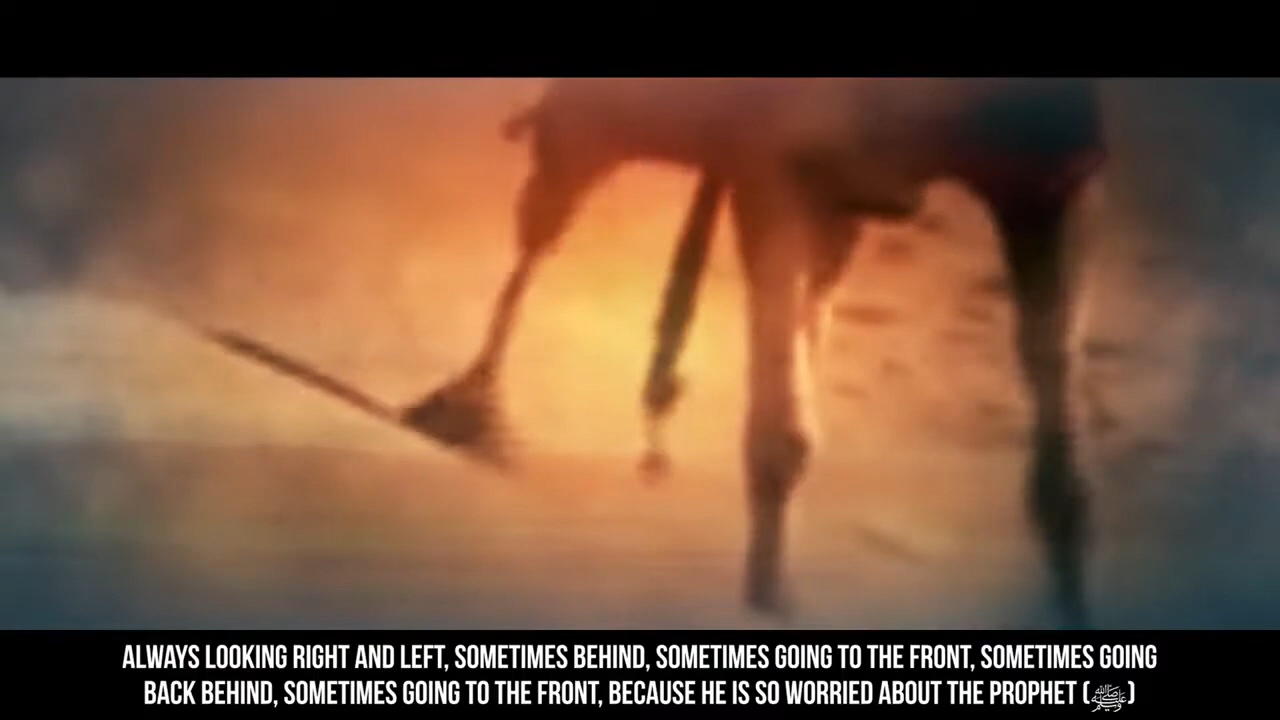 ALWAYS LOOKING RIGHT AND LEFT, SOMETIMES BEHIND, SOMETIMES GOING TO THE FRONT, SOMETIMES GOING
BACK BEHIND, SOMETIMES GOING TO THE FRONT, BECAUSE HE IS SO WORRIED ABOUT THE PROPHET (ﷺ)